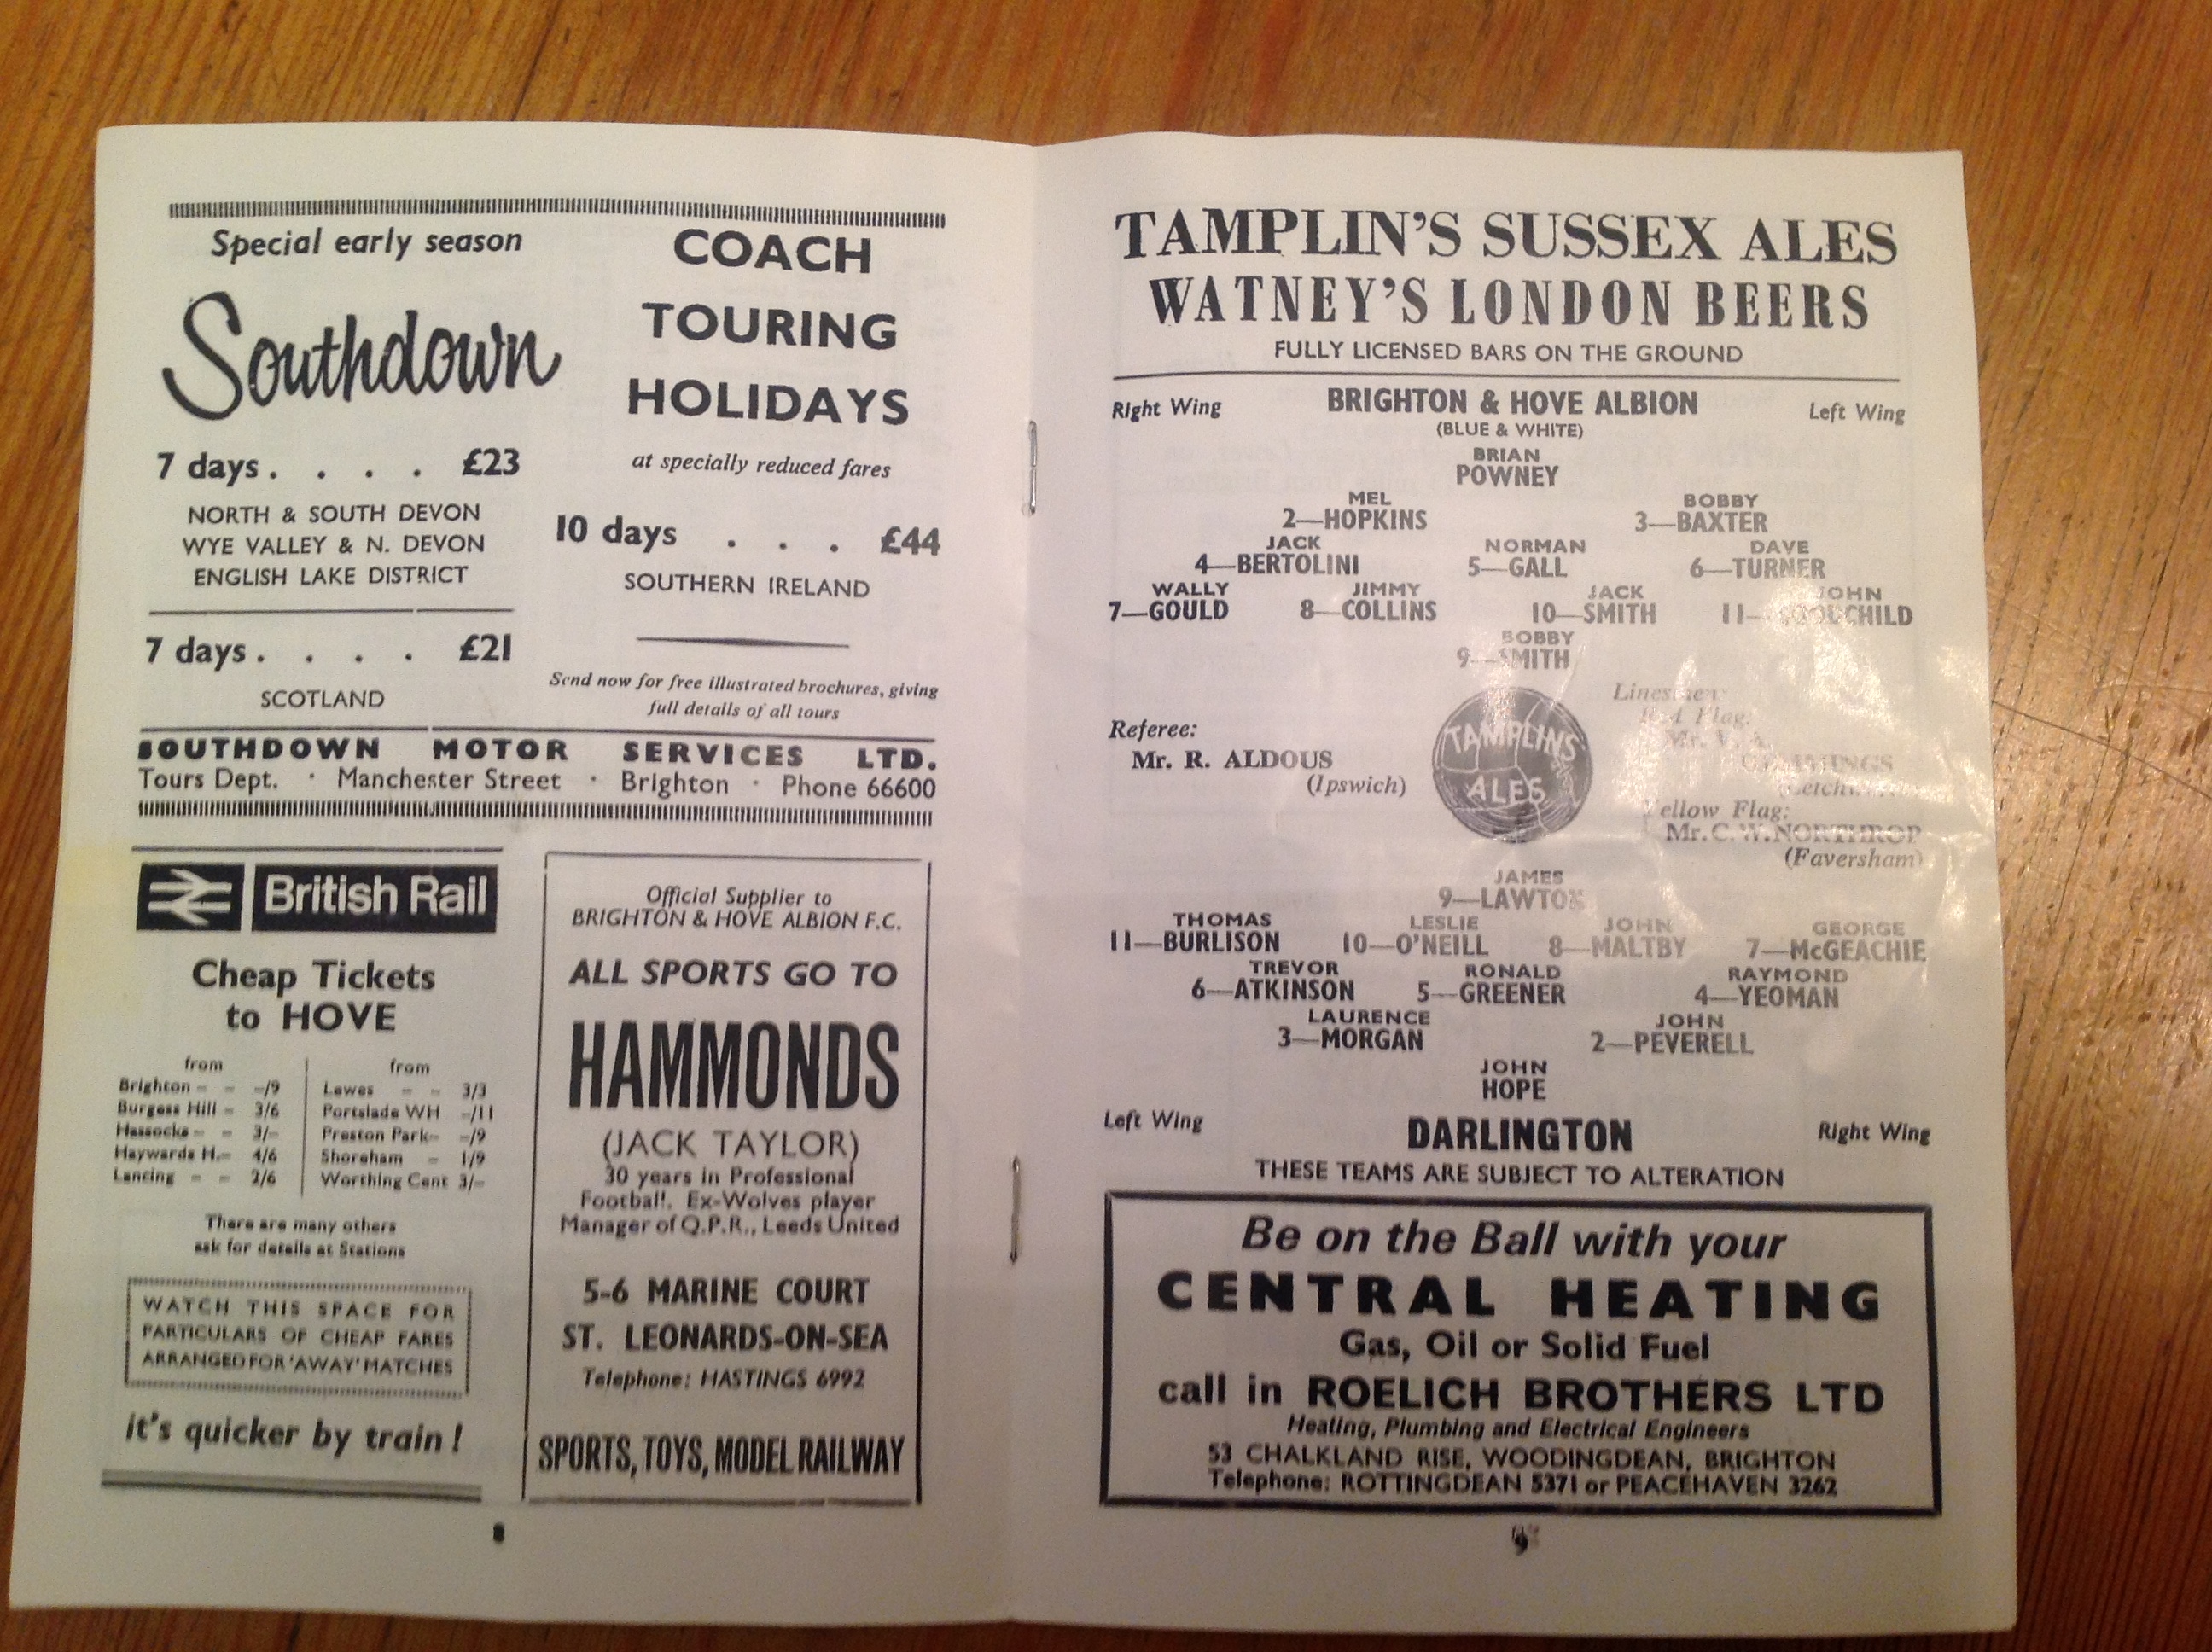 Special early season
Southdown
7 days. . . . £23
NORTH & SOUTH DEVON
WYE VALLEY & N. DEVON
ENGLISH LAKE DISTRICT
7 days. . . . £21
SCOTLAND
COACH
TOURING
HOLIDAYS
at specially reduced fares
10 days . . . £44
SOUTHERN IRELAND
Send now for free illustrated brochures, giving
full details of all tours
SOUTHDOWN MOTOR SERVICES LTD.
Tours Dept. · Manchester Street · Brighton · Phone 66600
British Rail
Cheap Tickets
to HOVE
from
Brighton - - -/9
Burgess Hill - 3/6
Hassocks - - 3/-
Haywards H.- 4/6
Lancing - - 2/6
from
Lewes - - 3/3
Portslade WH -/11
Preston Park- -/9
Shoreham - 1/9
Worthing Cent 3/-
There are many others
ask for details at Stations
WATCH THIS SPACE FOR
PARTICULARS OF CHEAP FARES
ARRANGED FOR 'AWAY' MATCHES
it's quicker by train !
Official Supplier to
BRIGHTON & HOVE ALBION F.C.
ALL SPORTS GO TO
HAMMONDS
(JACK TAYLOR)
30 years in Professional
Football. Ex-Wolves player
Manager of Q.P.R., Leeds United
5-6 MARINE COURT
ST. LEONARDS-ON-SEA
Telephone: HASTINGS 6992
SPORTS, TOYS, MODEL RAILWAY
8
TAMPLIN'S SUSSEX ALES
WATNEY'S LONDON BEERS
FULLY LICENSED BARS ON THE GROUND
Right Wing BRIGHTON & HOVE ALBION Left Wing
(BLUE & WHITE)
BRIAN
POWNEY
MEL BOBBY
2—HOPKINS 3—BAXTER
JACK NORMAN DAVE
4—BERTOLINI 5—GALL 6—TURNER
WALLY JIMMY JACK JOHN
7—GOULD 8—COLLINS 10—SMITH 11—GOODCHILD
BOBBY
9—SMITH
Referee:
Mr. R. ALDOUS
(Ipswich)
TAMPLINS
ALES
Linesmen:
Red Flag:
Mr. V. A.
Yellow Flag:
Mr. C. W. NORTHROP
(Faversham)
JAMES
9—LAWTON
THOMAS LESLIE JOHN GEORGE
11—BURLISON 10—O'NEILL 8—MALTBY 7—McGEACHIE
TREVOR RONALD RAYMOND
6—ATKINSON 5—GREENER 4—YEOMAN
LAURENCE JOHN
3—MORGAN 2—PEVERELL
JOHN
HOPE
Left Wing DARLINGTON Right Wing
THESE TEAMS ARE SUBJECT TO ALTERATION
Be on the Ball with your
CENTRAL HEATING
Gas, Oil or Solid Fuel
call in ROELICH BROTHERS LTD
Heating, Plumbing and Electrical Engineers
53 CHALKLAND RISE, WOODINGDEAN, BRIGHTON
Telephone: ROTTINGDEAN 5371 or PEACEHAVEN 3262
9